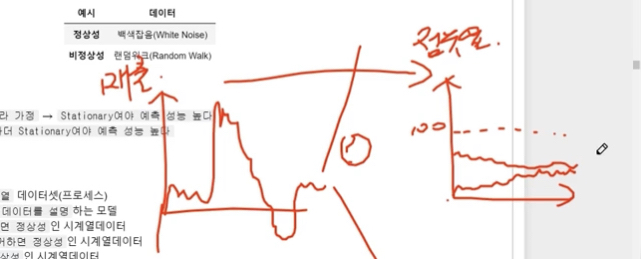 예시 데이터
정상성 백색잡음(White Noise)
비정상성 랜덤워크(Random Walk)
매출.
점유율.
라 가정 → Stationary여야 예측 성능 높다
하더 Stationary여야 예측 성능 높다
100
열 데이터셋(프로세스)
데이터를 설명 하는 모델
면 정상성 인 시계열데이터
거하면 정상성 인 시계열데이터
상성 인 시계열데이터